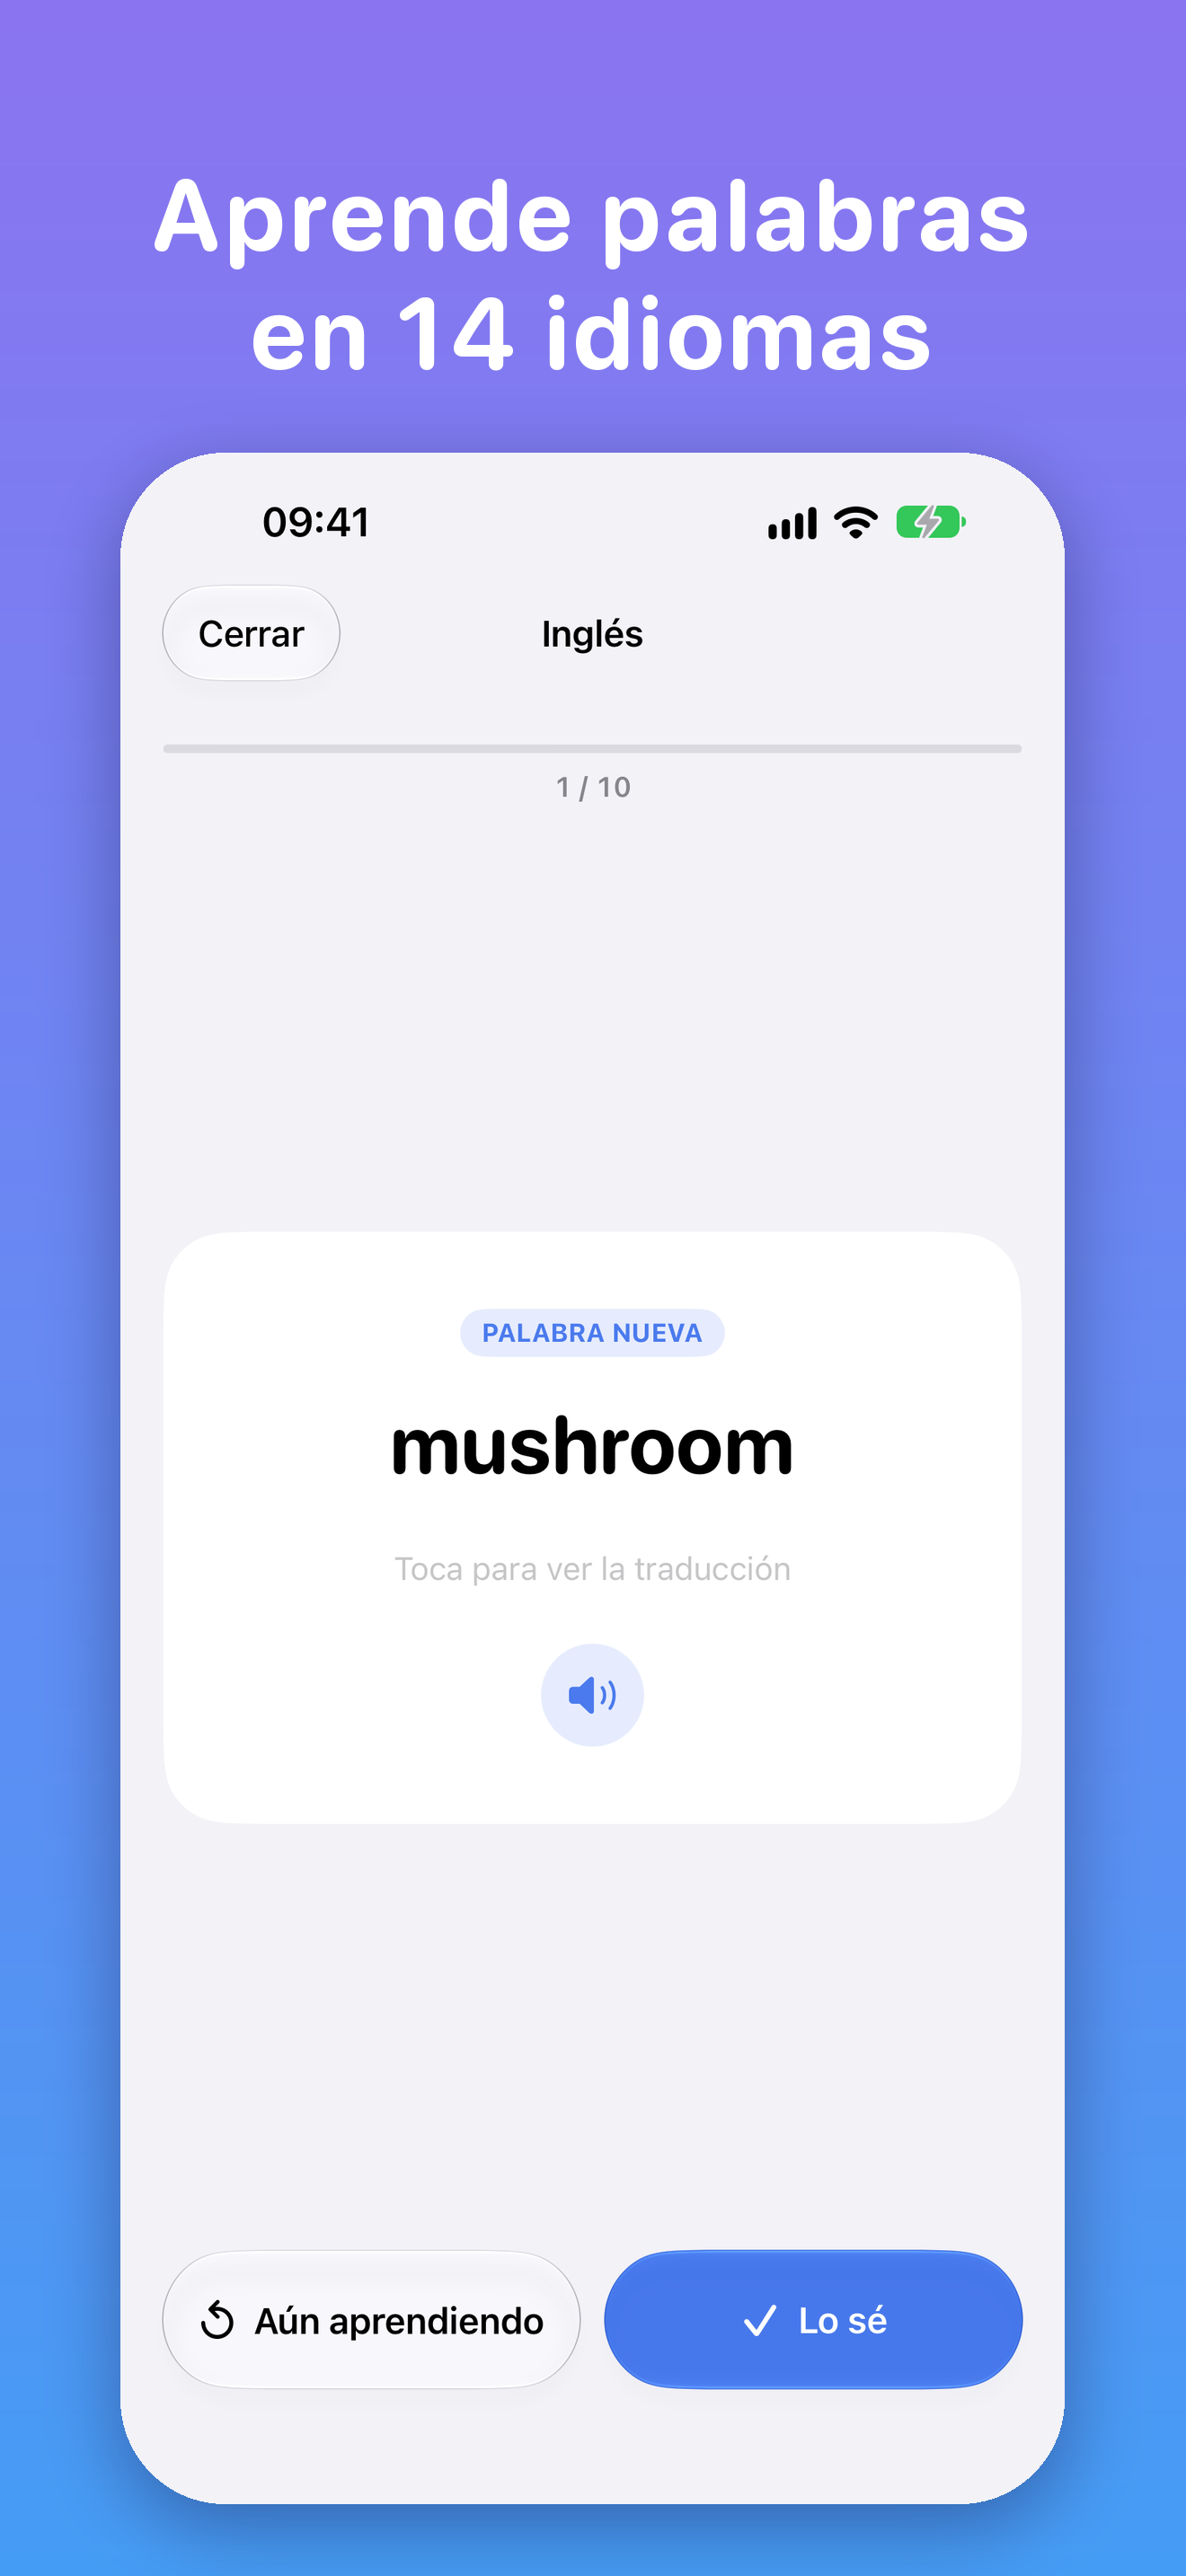 Aprende palabras
en 14 idiomas
09:41
Cerrar
Inglés
1 / 10
PALABRA NUEVA
mushroom
Toca para ver la traducción
Aún aprendiendo
Lo sé